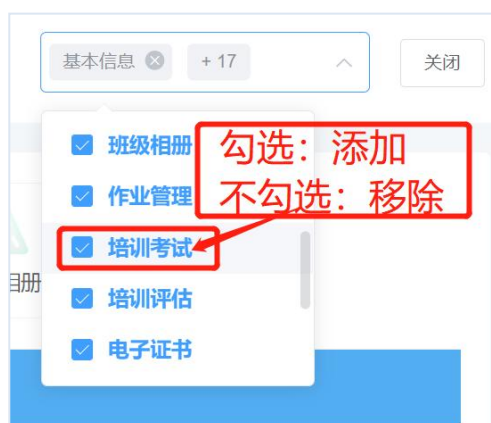 基本信息 + 17 关闭
班级相册
勾选：添加
作业管理
不勾选：移除
培训考试
相册
培训评估
电子证书